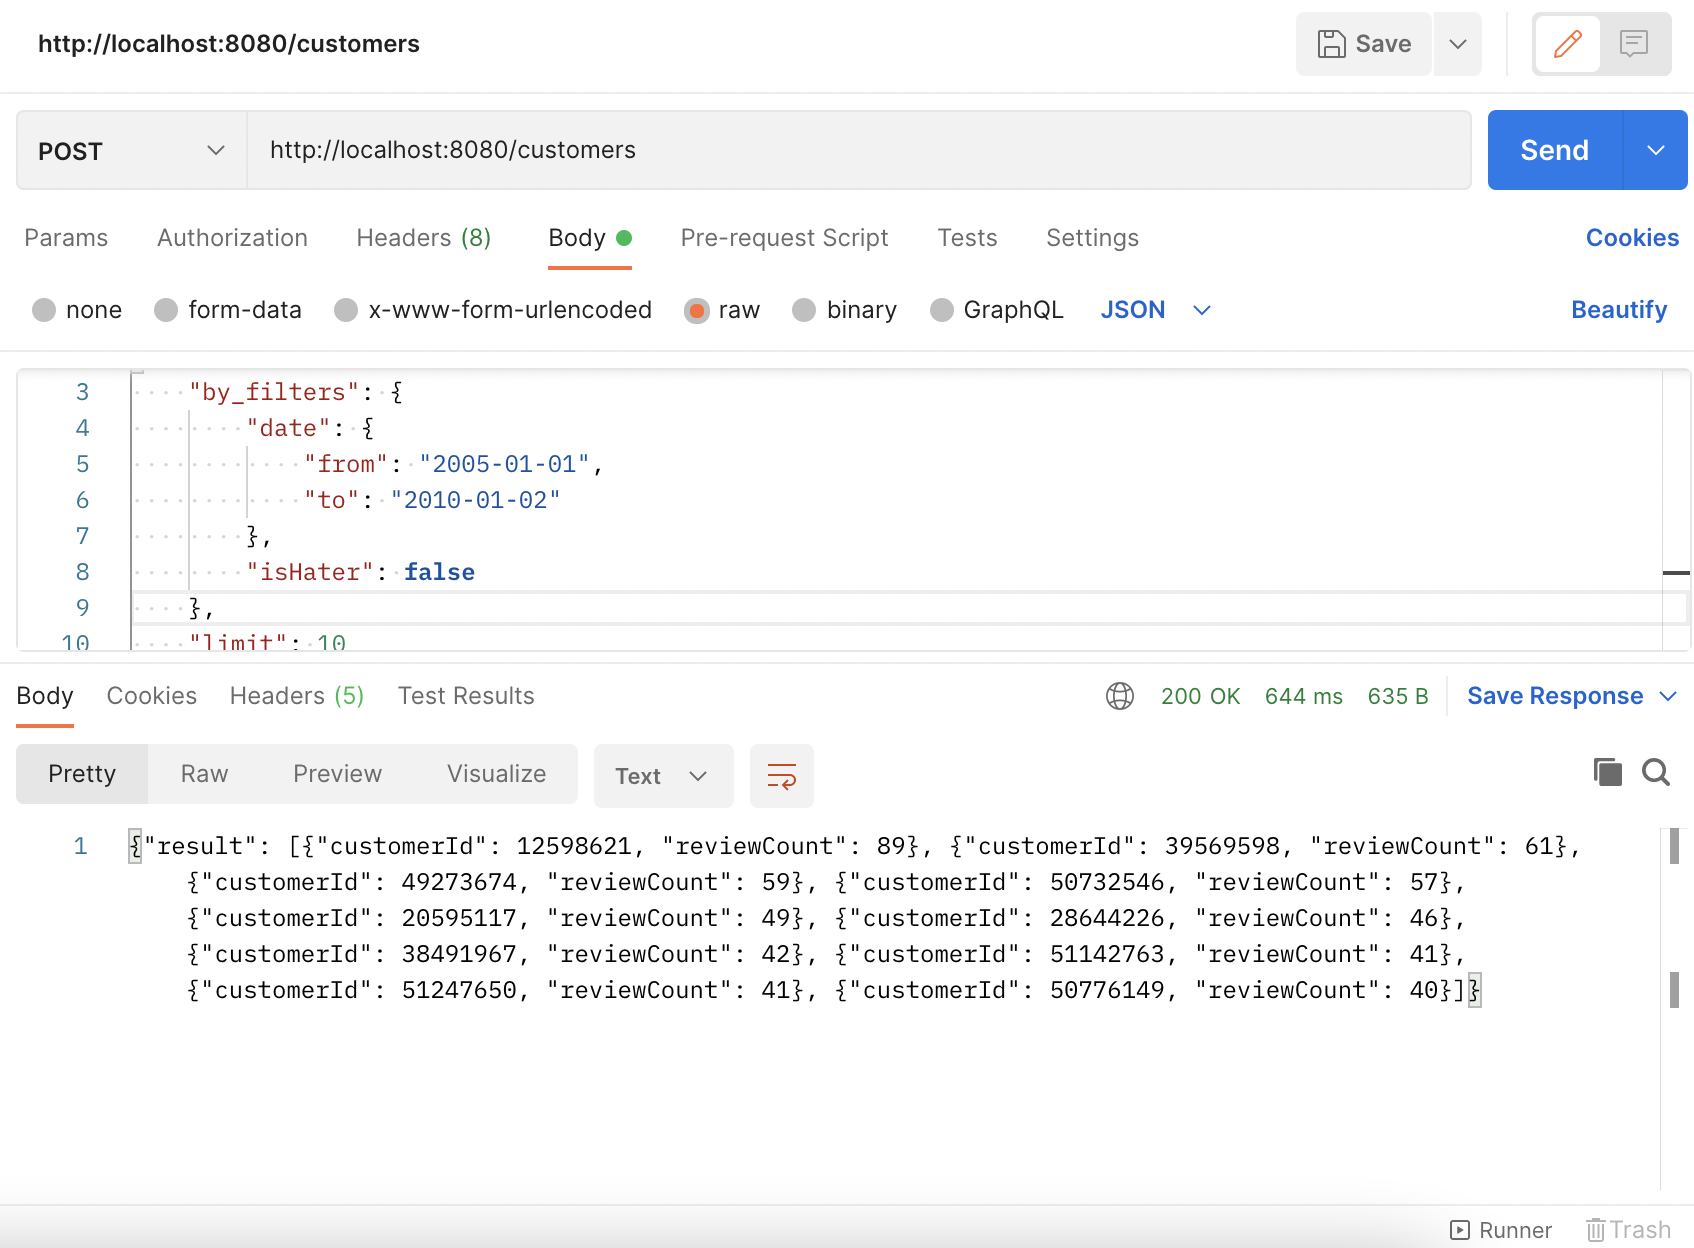 http://localhost:8080/customers
Save
POST
http://localhost:8080/customers
Send
Params Authorization Headers (8) Body Pre-request Script Tests Settings Cookies
none form-data x-www-form-urlencoded raw binary GraphQL JSON Beautify
3 "by_filters": {
4 "date": {
5 "from": "2005-01-01",
6 "to": "2010-01-02"
7 },
8 "isHater": false
9 },
10 "limit": 10
Body Cookies Headers (5) Test Results 200 OK 644 ms 635 B Save Response
Pretty Raw Preview Visualize Text
1 {"result": [{"customerId": 12598621, "reviewCount": 89}, {"customerId": 39569598, "reviewCount": 61},
{"customerId": 49273674, "reviewCount": 59}, {"customerId": 50732546, "reviewCount": 57},
{"customerId": 20595117, "reviewCount": 49}, {"customerId": 28644226, "reviewCount": 46},
{"customerId": 38491967, "reviewCount": 42}, {"customerId": 51142763, "reviewCount": 41},
{"customerId": 51247650, "reviewCount": 41}, {"customerId": 50776149, "reviewCount": 40}]}
Runner Trash